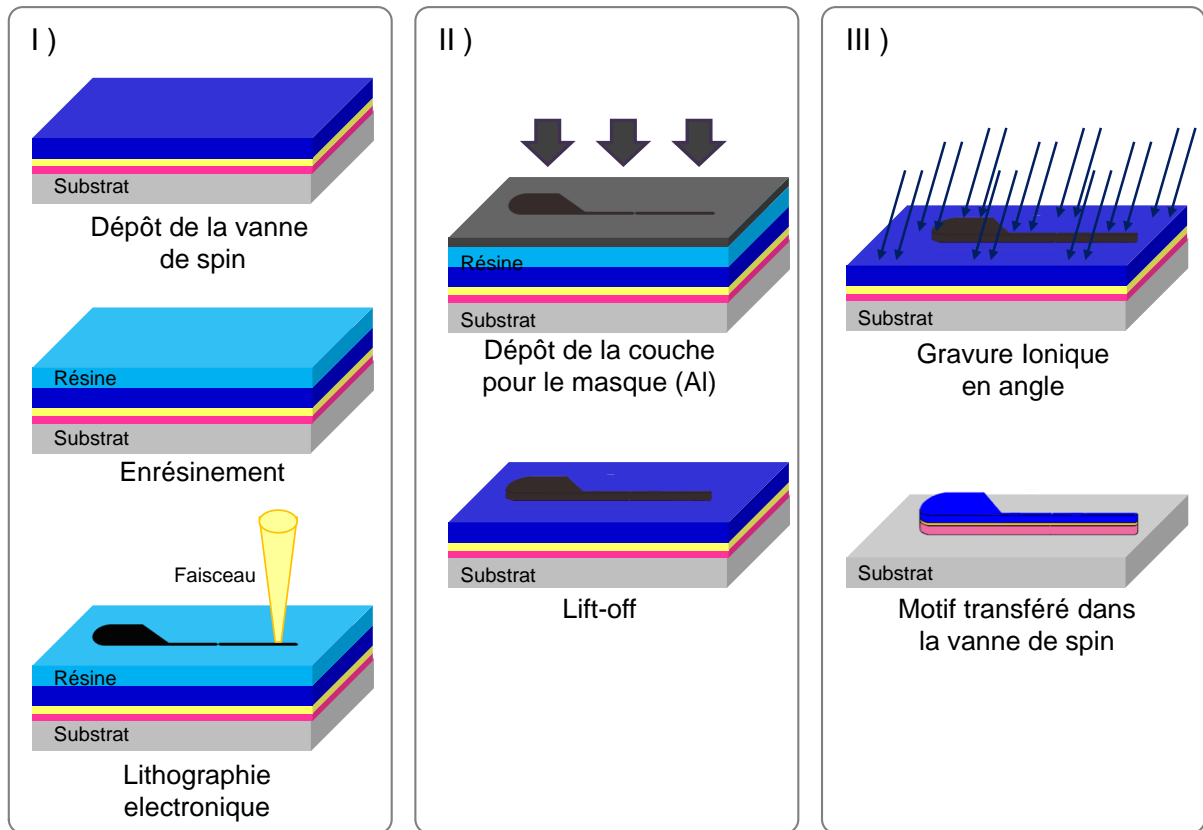 I )
Substrat
Dépôt de la vanne
de spin
Résine
Substrat
Enrésinement
Faisceau
Résine
Substrat
Lithographie
electronique
II )
Résine
Substrat
Dépôt de la couche
pour le masque (Al)
Substrat
Lift-off
III )
Substrat
Gravure Ionique
en angle
Substrat
Motif transféré dans
la vanne de spin